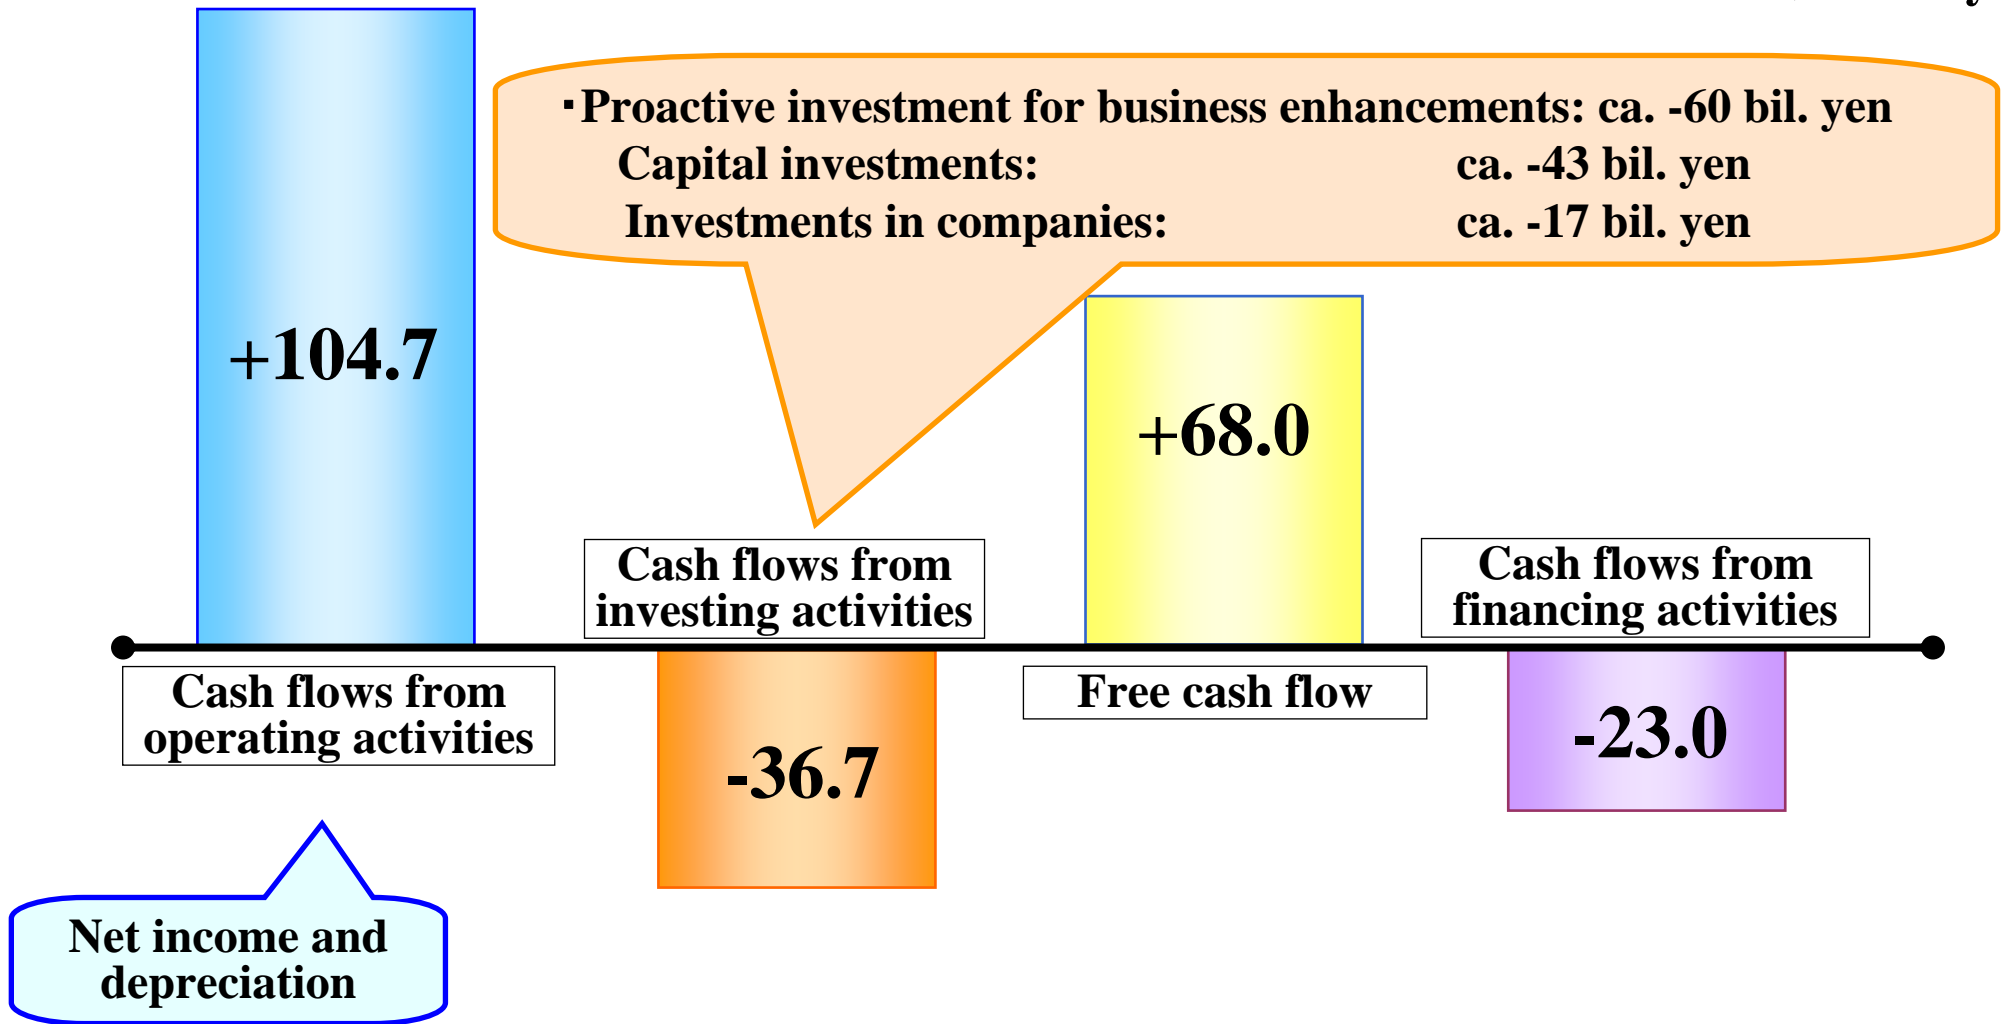 ▪Proactive investment for business enhancements: ca. -60 bil. yen
Capital investments: ca. -43 bil. yen
Investments in companies: ca. -17 bil. yen
+104.7
+68.0
Cash flows from
investing activities
Cash flows from
financing activities
Cash flows from
operating activities
Free cash flow
-36.7
-23.0
Net income and
depreciation